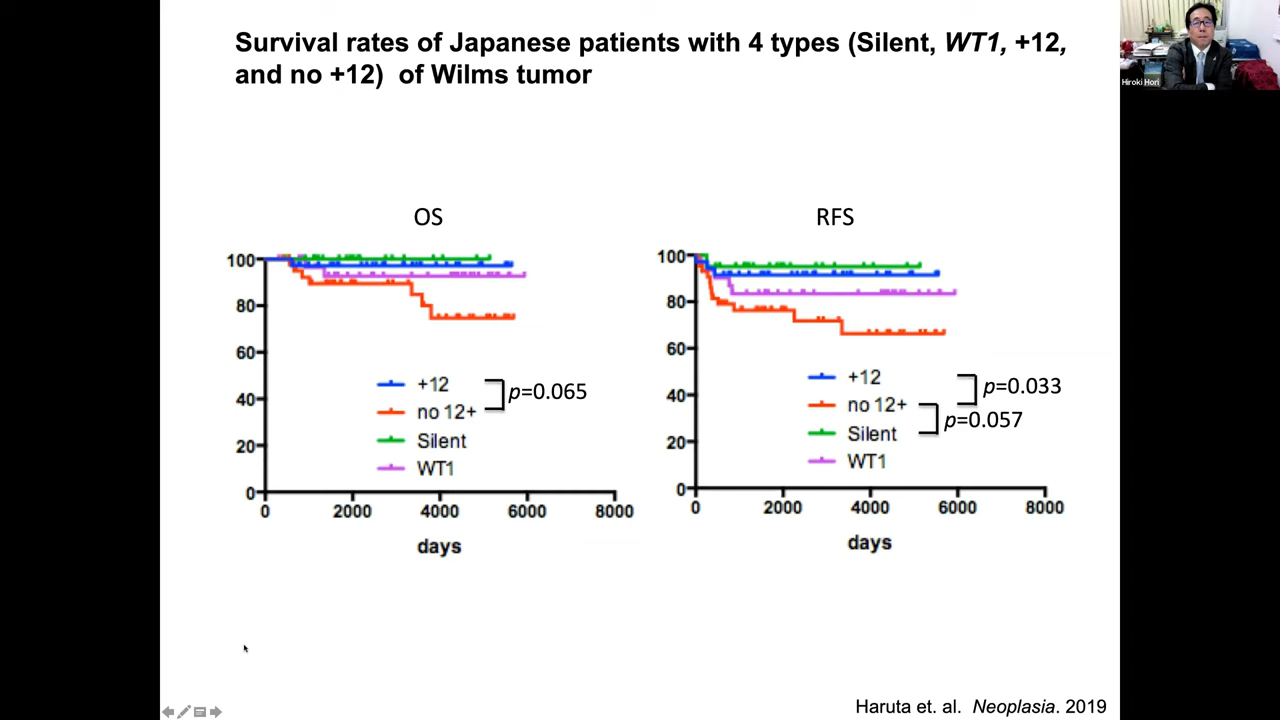 Survival rates of Japanese patients with 4 types (Silent, WT1, +12,
and no +12) of Wilms tumor
Hiroki Hori
OS
100
80
60
40
20
0
0 2000 4000 6000 8000
days
+12
no 12+
Silent
WT1
p=0.065
RFS
100
80
60
40
20
0
0 2000 4000 6000 8000
days
+12
no 12+
Silent
WT1
p=0.033
p=0.057
Haruta et. al. Neoplasia. 2019